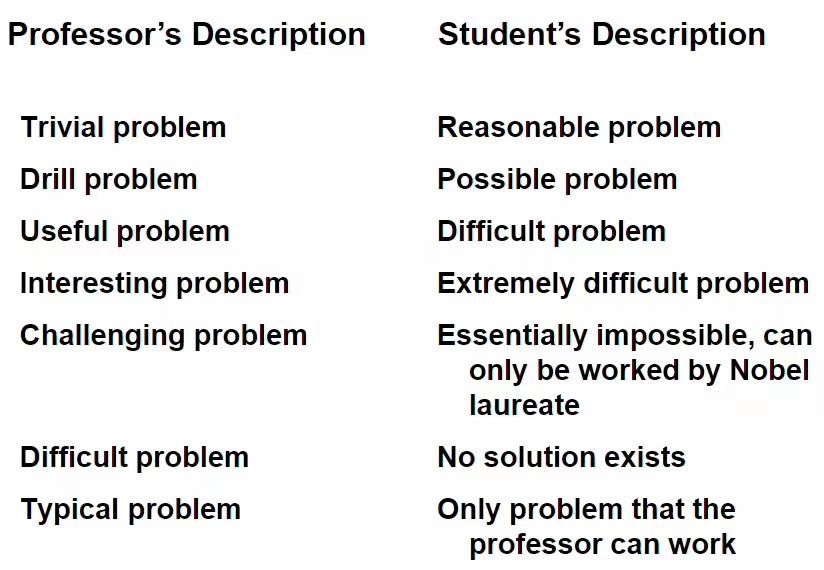 Professor’s Description    Student’s Description
Trivial problem    Reasonable problem
Drill problem    Possible problem
Useful problem    Difficult problem
Interesting problem    Extremely difficult problem
Challenging problem    Essentially impossible, can
only be worked by Nobel
laureate
Difficult problem    No solution exists
Typical problem    Only problem that the
professor can work